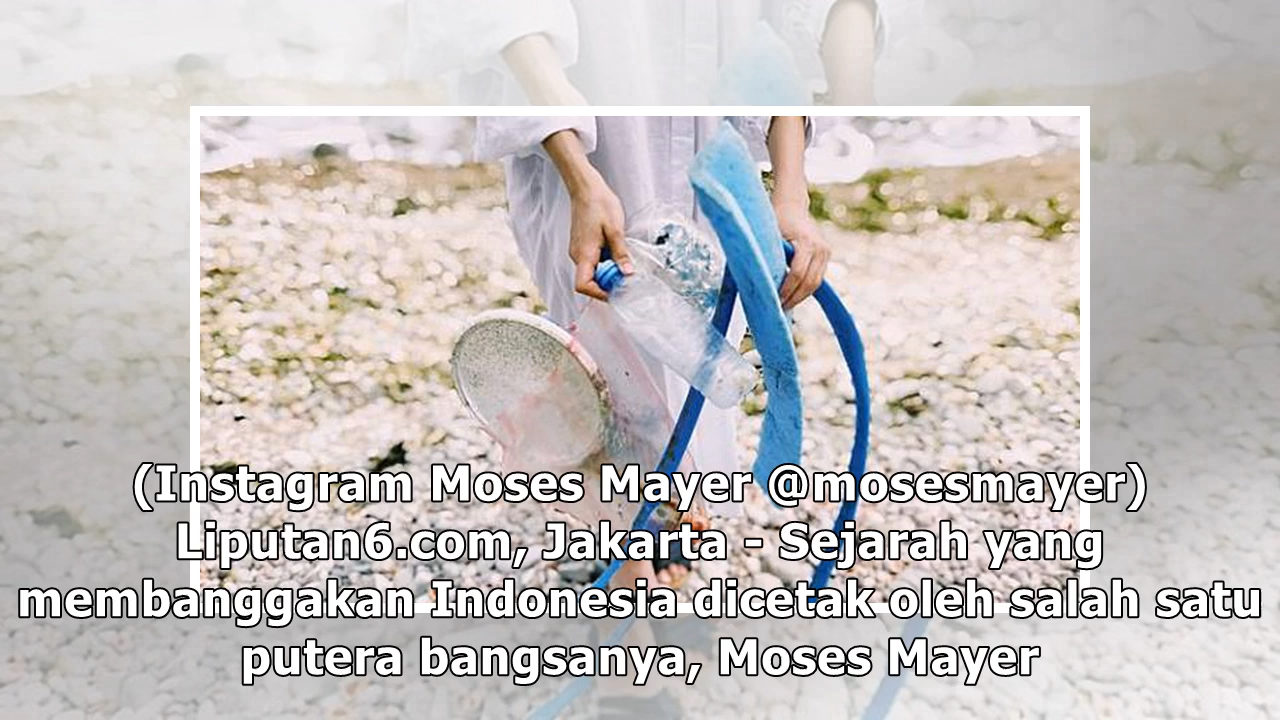 (Instagram Moses Mayer @mosesmayer)
Liputan6.com, Jakarta - Sejarah yang
membanggakan Indonesia dicetak oleh salah satu
putera bangsanya, Moses Mayer